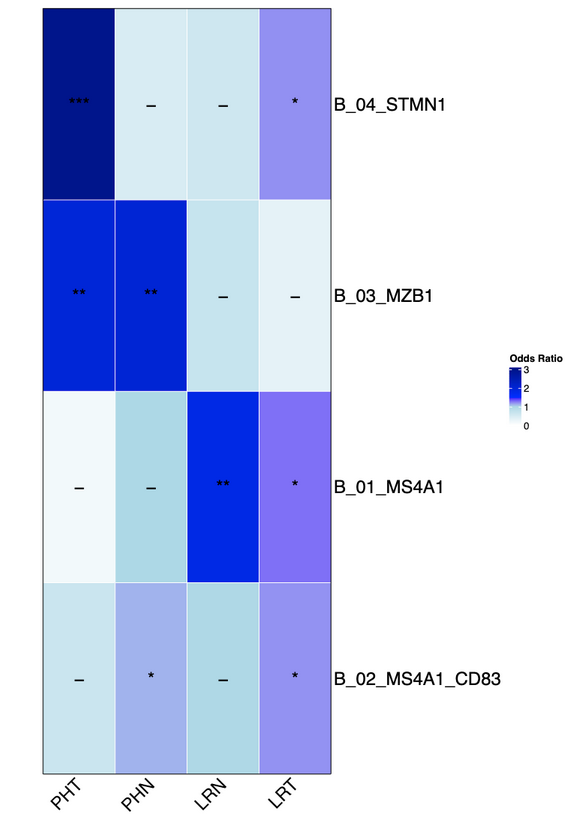 *** – – * B_04_STMN1
** ** – – B_03_MZB1
Odds Ratio
3
2
1
0
– – ** * B_01_MS4A1
– * – * B_02_MS4A1_CD83
PHT PHN LRN LRT